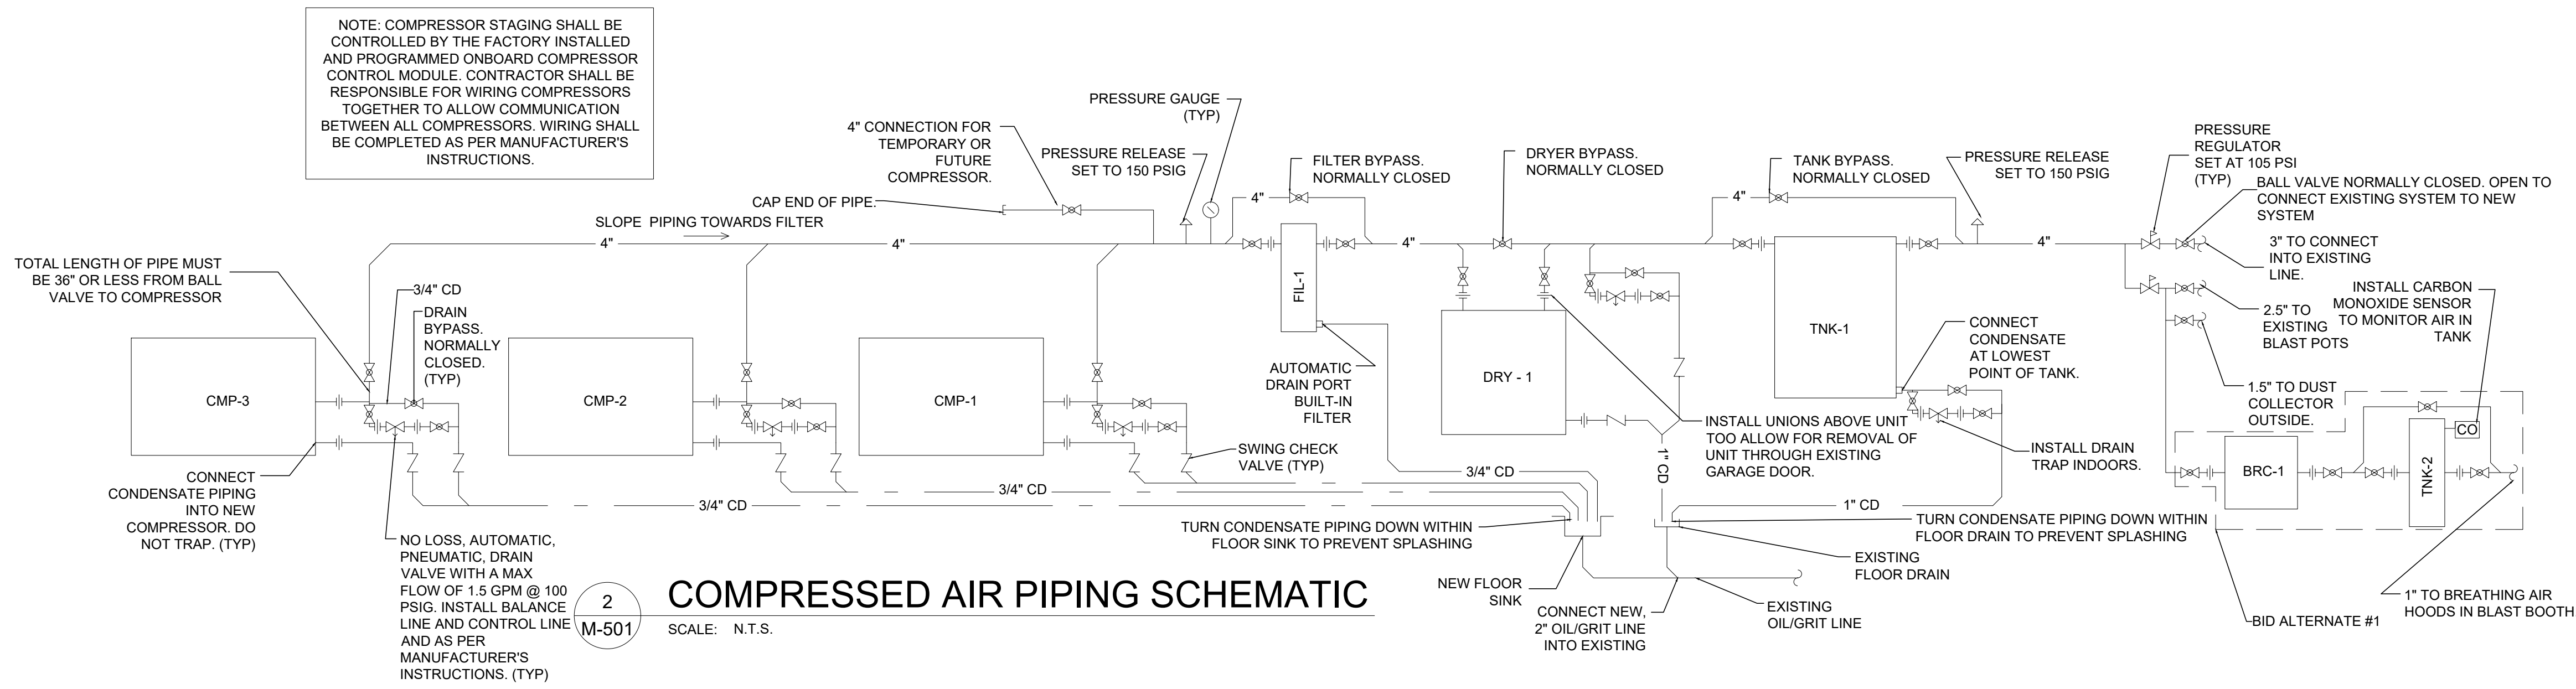 NOTE: COMPRESSOR STAGING SHALL BE
CONTROLLED BY THE FACTORY INSTALLED
AND PROGRAMMED ONBOARD COMPRESSOR
CONTROL MODULE. CONTRACTOR SHALL BE
RESPONSIBLE FOR WIRING COMPRESSORS
TOGETHER TO ALLOW COMMUNICATION
BETWEEN ALL COMPRESSORS. WIRING SHALL
BE COMPLETED AS PER MANUFACTURER'S
INSTRUCTIONS.
PRESSURE GAUGE
(TYP)
4" CONNECTION FOR
TEMPORARY OR
FUTURE
COMPRESSOR.
PRESSURE RELEASE
SET TO 150 PSIG
CAP END OF PIPE.
SLOPE PIPING TOWARDS FILTER
FILTER BYPASS.
NORMALLY CLOSED
DRYER BYPASS.
NORMALLY CLOSED
TANK BYPASS.
NORMALLY CLOSED
PRESSURE RELEASE
SET TO 150 PSIG
PRESSURE
REGULATOR
SET AT 105 PSI
(TYP)
BALL VALVE NORMALLY CLOSED. OPEN TO
CONNECT EXISTING SYSTEM TO NEW
SYSTEM
4"
4"
4"
4"
4"
4"
3" TO CONNECT
INTO EXISTING
LINE.
TOTAL LENGTH OF PIPE MUST
BE 36" OR LESS FROM BALL
VALVE TO COMPRESSOR
3/4" CD
DRAIN
BYPASS.
NORMALLY
CLOSED.
(TYP)
FIL-1
TNK-1
INSTALL CARBON
MONOXIDE SENSOR
TO MONITOR AIR IN
TANK
2.5" TO
EXISTING
BLAST POTS
CONNECT
CONDENSATE
AT LOWEST
POINT OF TANK.
AUTOMATIC
DRAIN PORT
BUILT-IN
FILTER
DRY - 1
CMP-3
CMP-2
CMP-1
1.5" TO DUST
COLLECTOR
OUTSIDE.
INSTALL UNIONS ABOVE UNIT
TOO ALLOW FOR REMOVAL OF
UNIT THROUGH EXISTING
GARAGE DOOR.
INSTALL DRAIN
TRAP INDOORS.
CO
BRC-1
TNK-2
SWING CHECK
VALVE (TYP)
CONNECT
CONDENSATE PIPING
INTO NEW
COMPRESSOR. DO
NOT TRAP. (TYP)
3/4" CD
3/4" CD
3/4" CD
1" CD
1" CD
TURN CONDENSATE PIPING DOWN WITHIN
FLOOR SINK TO PREVENT SPLASHING
TURN CONDENSATE PIPING DOWN WITHIN
FLOOR DRAIN TO PREVENT SPLASHING
NO LOSS, AUTOMATIC,
PNEUMATIC, DRAIN
VALVE WITH A MAX
FLOW OF 1.5 GPM @ 100
PSIG. INSTALL BALANCE
LINE AND CONTROL LINE
AND AS PER
MANUFACTURER'S
INSTRUCTIONS. (TYP)
EXISTING
FLOOR DRAIN
NEW FLOOR
SINK
CONNECT NEW,
2" OIL/GRIT LINE
INTO EXISTING
EXISTING
OIL/GRIT LINE
BID ALTERNATE #1
1" TO BREATHING AIR
HOODS IN BLAST BOOTH
2
M-501
COMPRESSED AIR PIPING SCHEMATIC
SCALE: N.T.S.